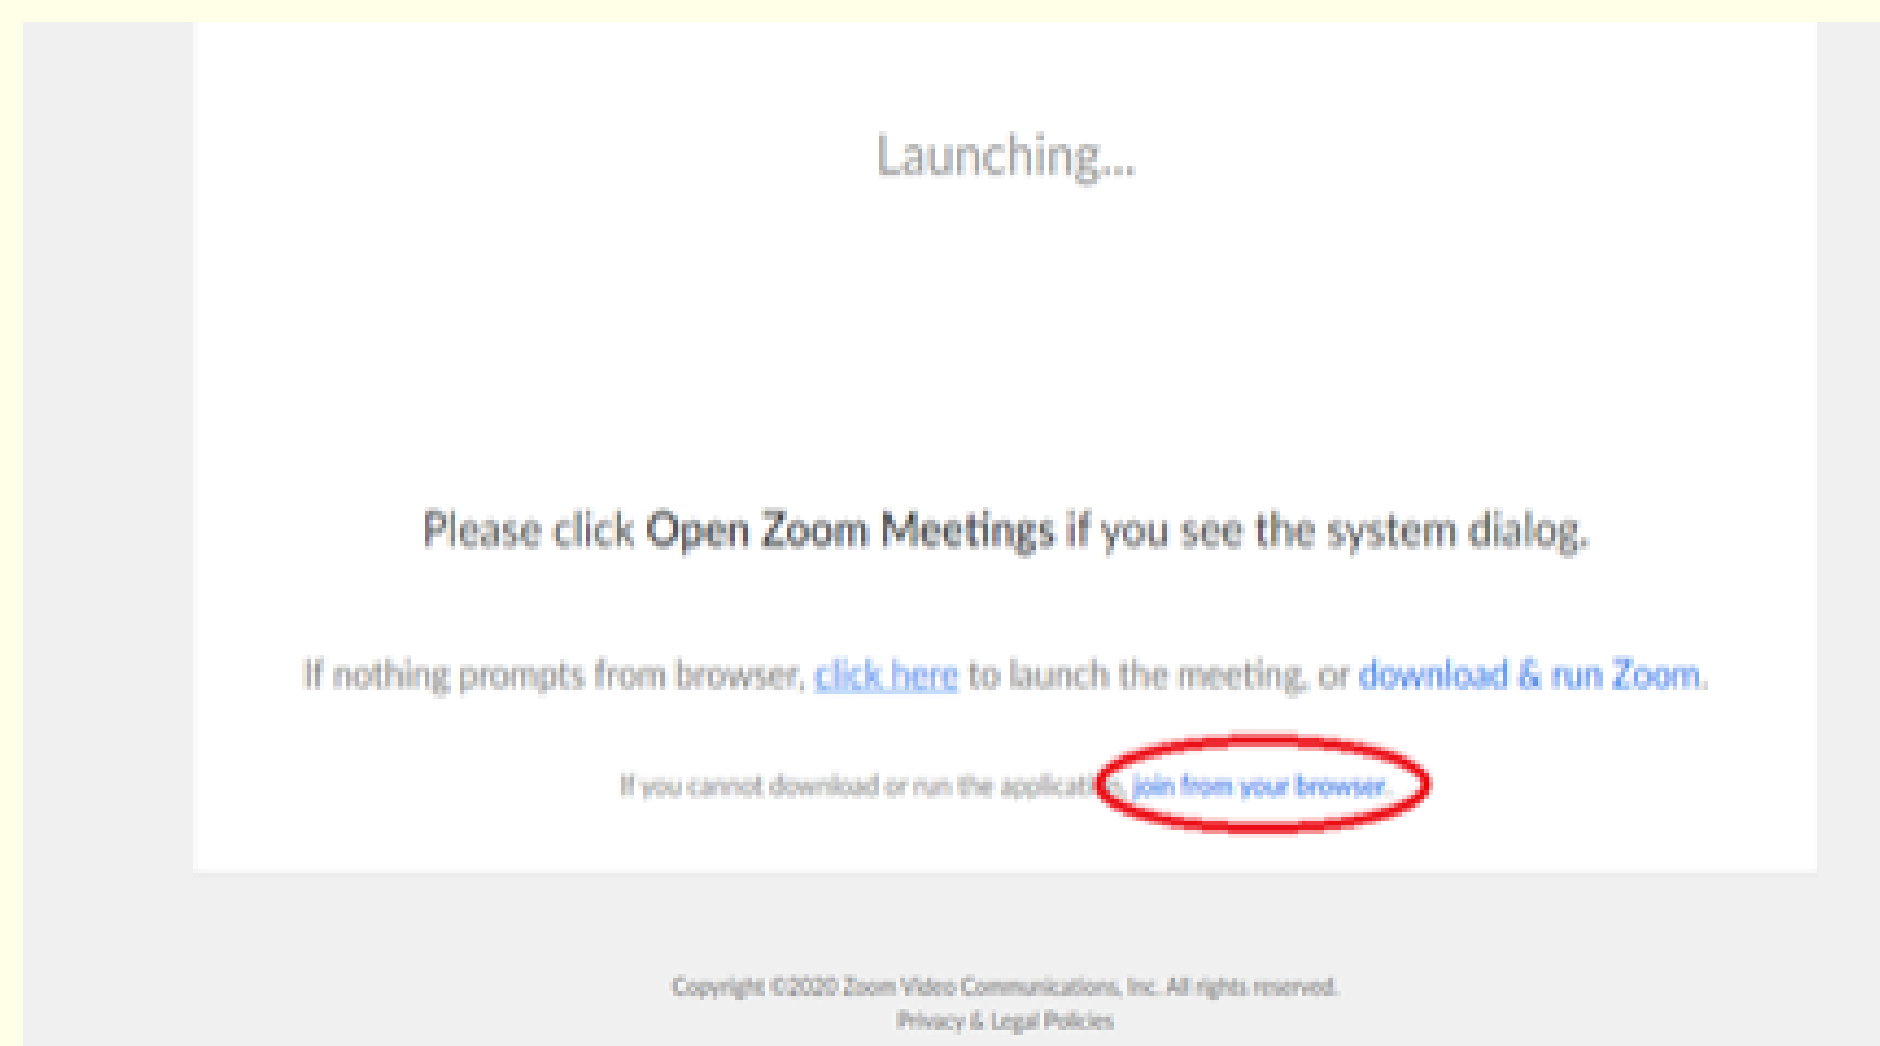 Launching...
Please click Open Zoom Meetings if you see the system dialog.
If nothing prompts from browser, click here to launch the meeting, or download & run Zoom.
If you cannot download or run the application, join from your browser.
Copyright ©2020 Zoom Video Communications, Inc. All rights reserved.
Privacy & Legal Policies